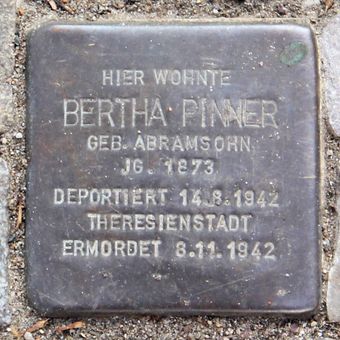 HIER WOHNTE
BERTHA PINNER
GEB. ABRAMSOHN
JG. 1873
DEPORTIERT 14.8.1942
THERESIENSTADT
ERMORDET 8.11.1942